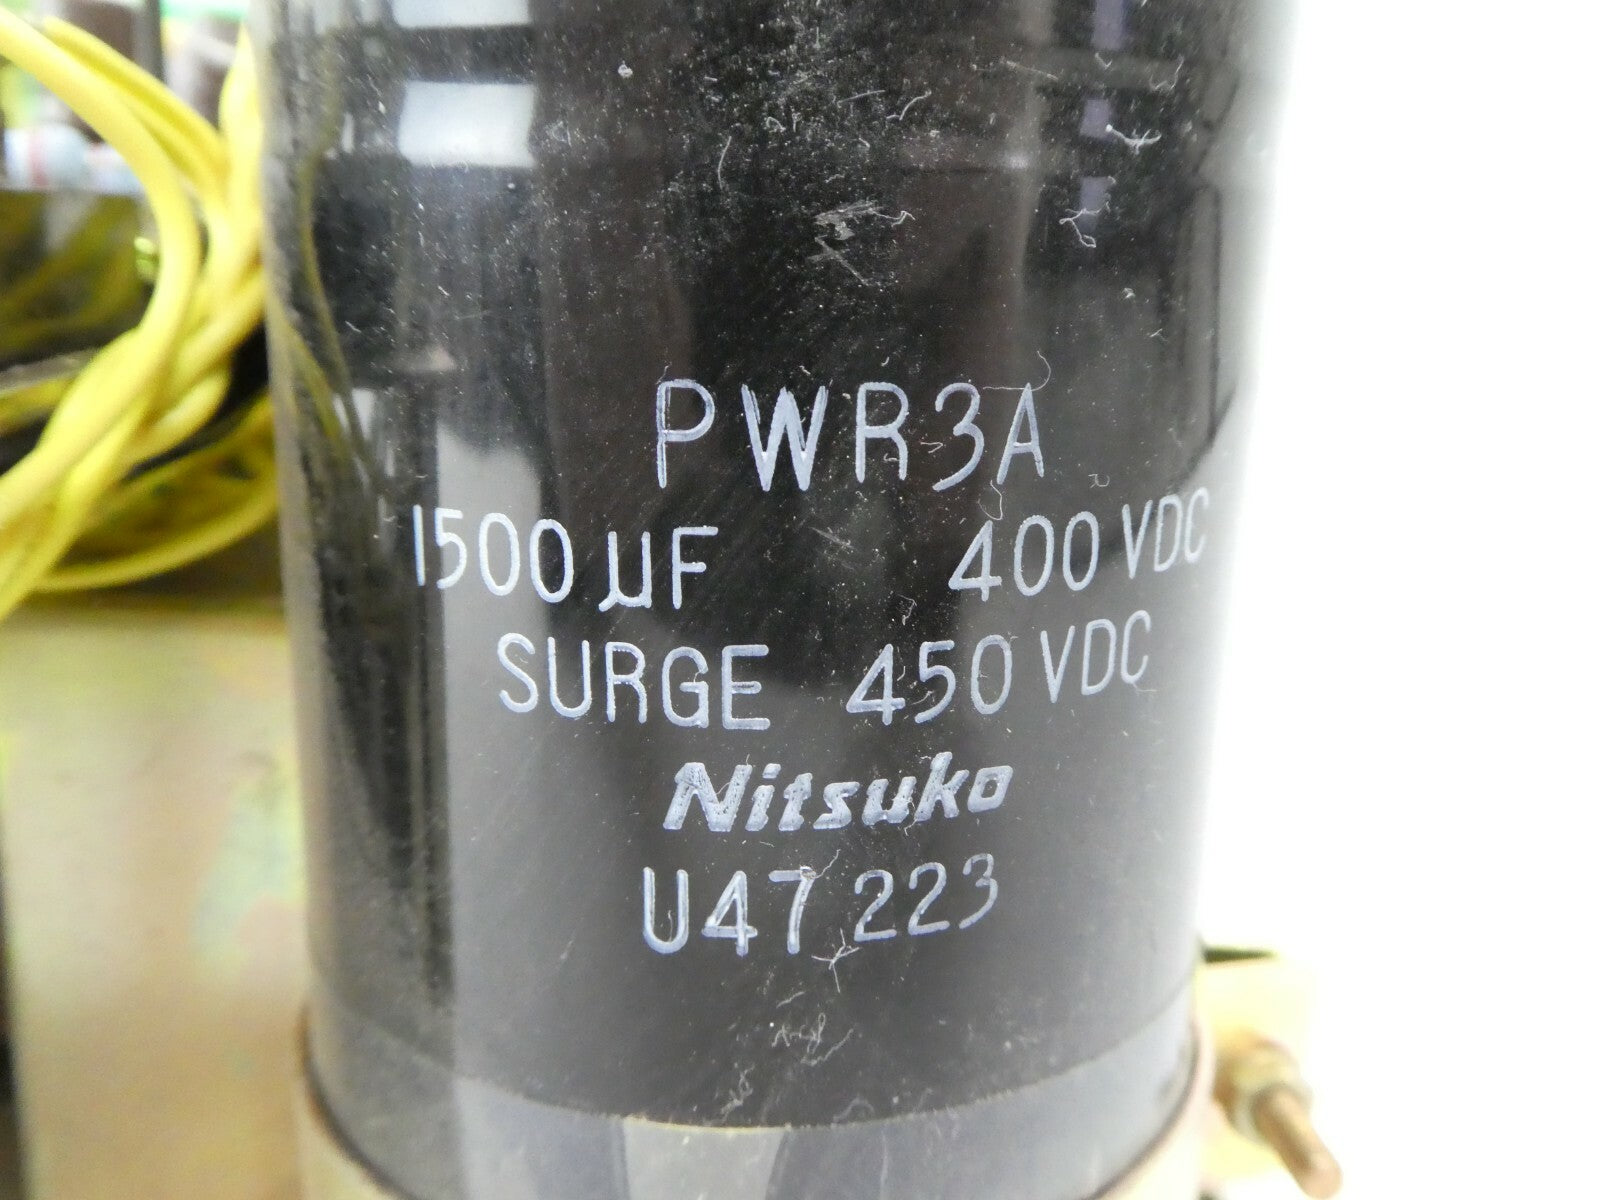 PWR3A
1500 µF 400 VDC
SURGE 450 VDC
Nitsuko
U47 223